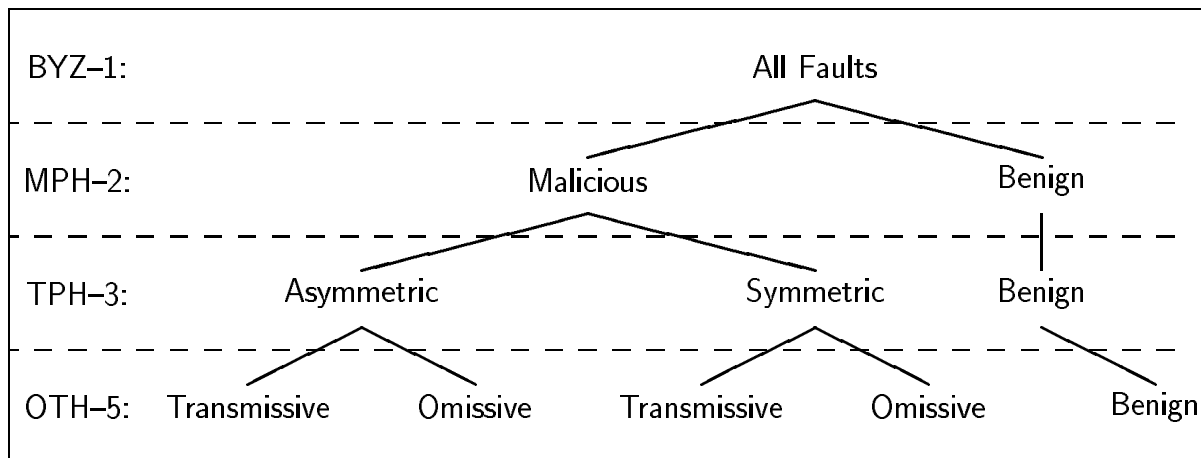 BYZ–1: All Faults
MPH–2: Malicious Benign
TPH–3: Asymmetric Symmetric Benign
OTH–5: Transmissive Omissive Transmissive Omissive Benign